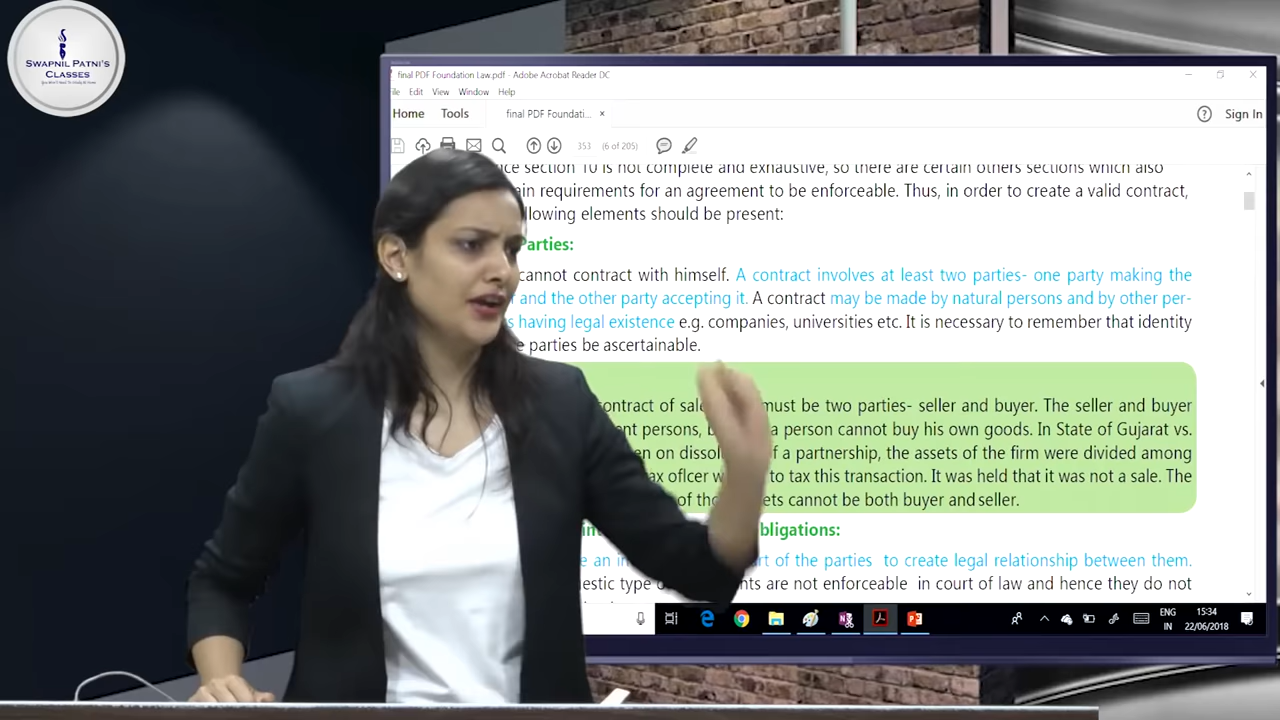 SWAPNIL PATNI'S
CLASSES
final PDF Foundation Law.pdf - Adobe Acrobat Reader DC
Edit View Window Help
Home Tools final PDF Foundati... × Sign In
353 (6 of 205)
section 10 is not complete and exhaustive, so there are certain others sections which also
requirements for an agreement to be enforceable. Thus, in order to create a valid contract,
elements should be present:
Parties:
cannot contract with himself. A contract involves at least two parties- one party making the
and the other party accepting it. A contract may be made by natural persons and by other per-
having legal existence e.g. companies, universities etc. It is necessary to remember that identity
parties be ascertainable.
contract of must be two parties- seller and buyer. The seller and buyer
persons, a person cannot buy his own goods. In State of Gujarat vs.
on of a partnership, the assets of the firm were divided among
oflcer to tax this transaction. It was held that it was not a sale. The
of cannot be both buyer and seller.
bligations:
of the parties to create legal relationship between them.
type are not enforceable in court of law and hence they do not
ENG
IN
15:34
22/06/2018